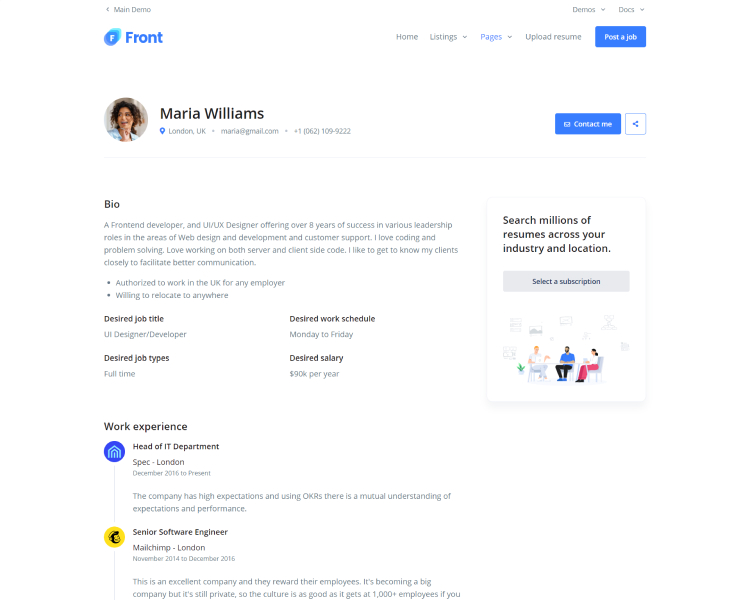 Main Demo
Demos Docs
Front
Home Listings Pages Upload resume Post a job
Maria Williams
London, UK maria@gmail.com +1 (062) 109-9222
Contact me
Bio
A Frontend developer, and UI/UX Designer offering over 8 years of success in various leadership
roles in the areas of Web design and development and customer support. I love coding and
problem solving. Love working on both server and client side code. I like to get to know my clients
closely to facilitate better communication.
• Authorized to work in the UK for any employer
• Willing to relocate to anywhere
Desired job title
UI Designer/Developer
Desired work schedule
Monday to Friday
Desired job types
Full time
Desired salary
$90k per year
Search millions of
resumes across your
industry and location.
Select a subscription
Work experience
Head of IT Department
Spec - London
December 2016 to Present
The company has high expectations and using OKRs there is a mutual understanding of
expectations and performance.
Senior Software Engineer
Mailchimp - London
November 2014 to December 2016
This is an excellent company and they reward their employees. It's becoming a big
company but it's still private, so the culture is as good as it gets at 1,000+ employees if you